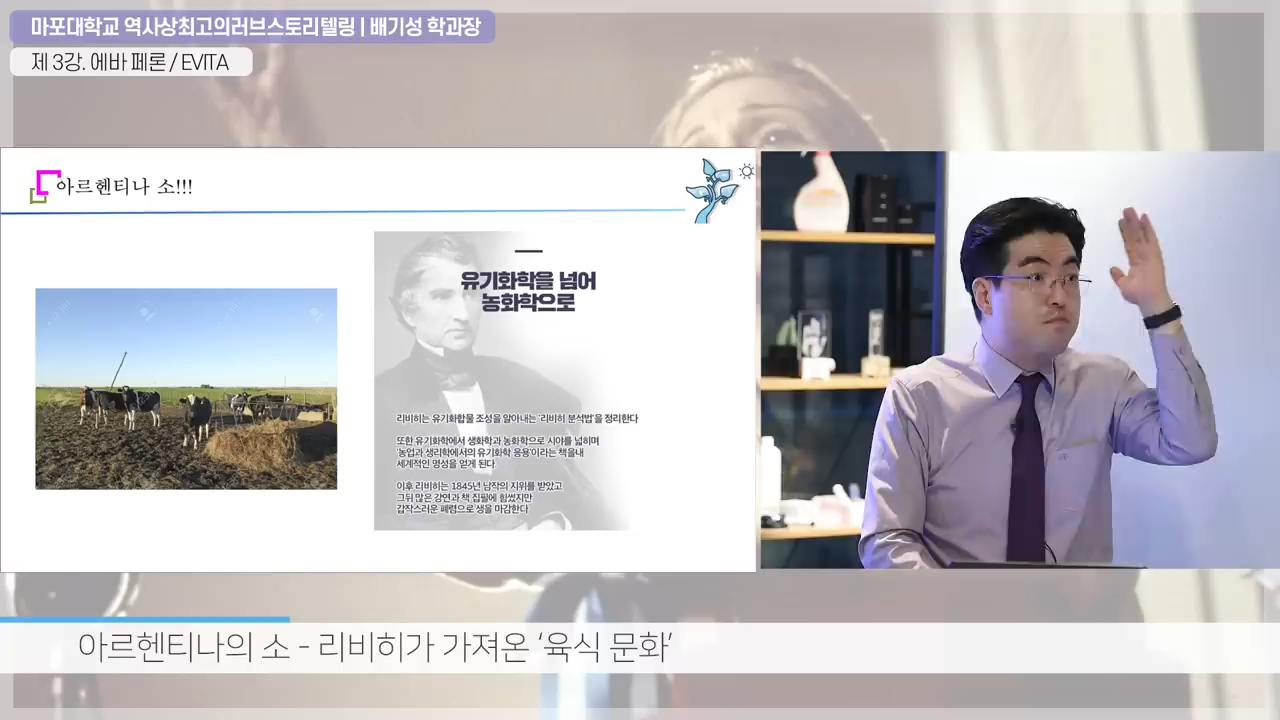 마포대학교 역사상최고의러브스토리텔링 | 배기성 학과장
제 3강. 에바 페론 / EVITA
아르헨티나 소!!!
유기화학을 넘어
농화학으로
리비히는 유기화합물 조성을 알아내는 '리비히 분석법'을 정리한다
또한 유기화학에서 생화학과 농화학으로 시야를 넓히며
'농업과 생리학에서의 유기화학 응용'이라는 책을내
세계적인 명성을 얻게 된다
이후 리비히는 1845년 남작의 지위를 받았고
그뒤 많은 강연과 책 집필에 힘썼지만
갑작스러운 폐렴으로 생을 마감한다
아르헨티나의 소 - 리비히가 가져온 '육식 문화'